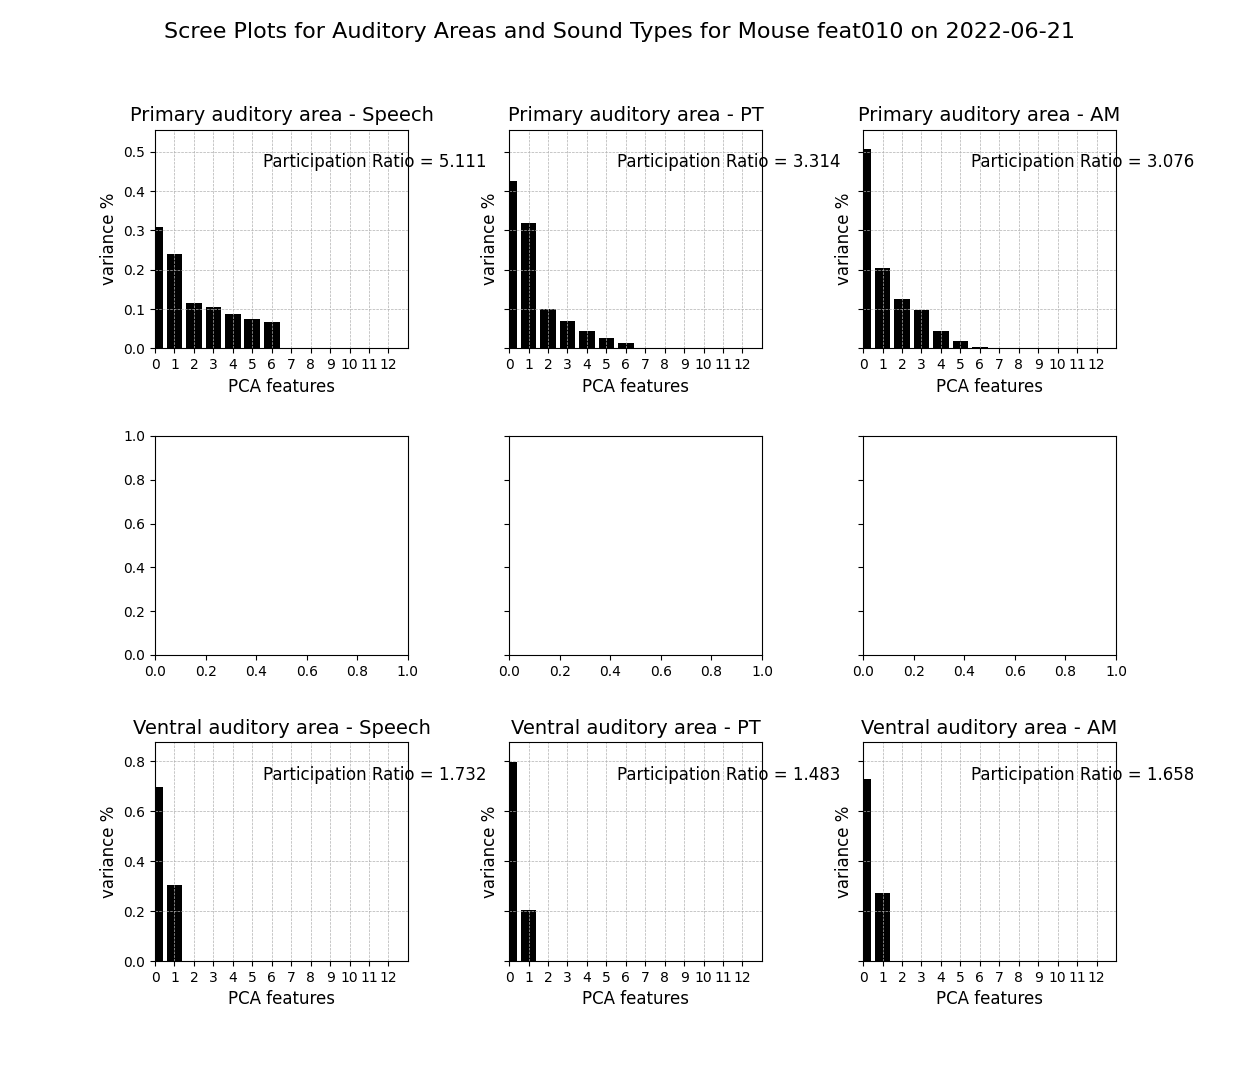 Scree Plots for Auditory Areas and Sound Types for Mouse feat010 on 2022-06-21
Primary auditory area - Speech
Participation Ratio = 5.111
variance %
0.5
0.4
0.3
0.2
0.1
0.0
0 1 2 3 4 5 6 7 8 9 10 11 12
PCA features
Primary auditory area - PT
Participation Ratio = 3.314
variance %
0 1 2 3 4 5 6 7 8 9 10 11 12
PCA features
Primary auditory area - AM
Participation Ratio = 3.076
variance %
0 1 2 3 4 5 6 7 8 9 10 11 12
PCA features
1.0
0.8
0.6
0.4
0.2
0.0
0.0 0.2 0.4 0.6 0.8 1.0
0.0 0.2 0.4 0.6 0.8 1.0
0.0 0.2 0.4 0.6 0.8 1.0
Ventral auditory area - Speech
Participation Ratio = 1.732
variance %
0.8
0.6
0.4
0.2
0.0
0 1 2 3 4 5 6 7 8 9 10 11 12
PCA features
Ventral auditory area - PT
Participation Ratio = 1.483
variance %
0 1 2 3 4 5 6 7 8 9 10 11 12
PCA features
Ventral auditory area - AM
Participation Ratio = 1.658
variance %
0 1 2 3 4 5 6 7 8 9 10 11 12
PCA features